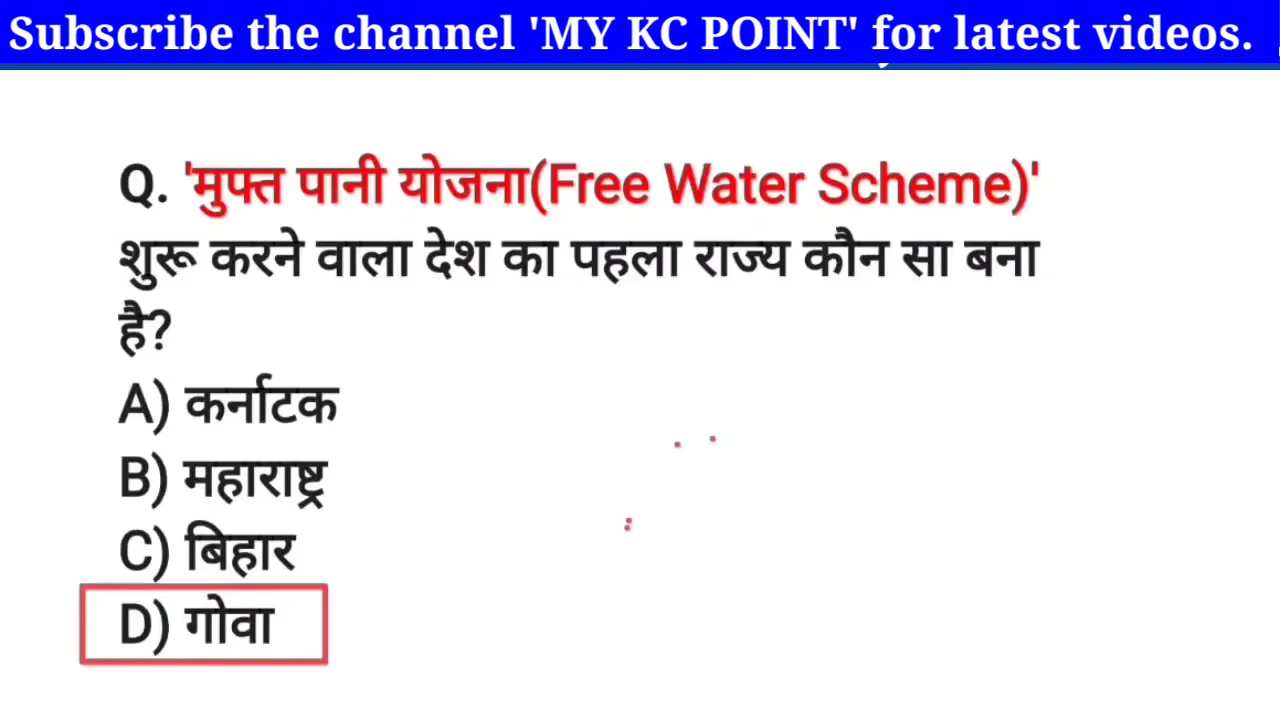 Subscribe the channel 'MY KC POINT' for latest videos.
Q. 'मुफ्त पानी योजना(Free Water Scheme)'
शुरू करने वाला देश का पहला राज्य कौन सा बना
है?
A) कर्नाटक
B) महाराष्ट्र
C) बिहार
D) गोवा